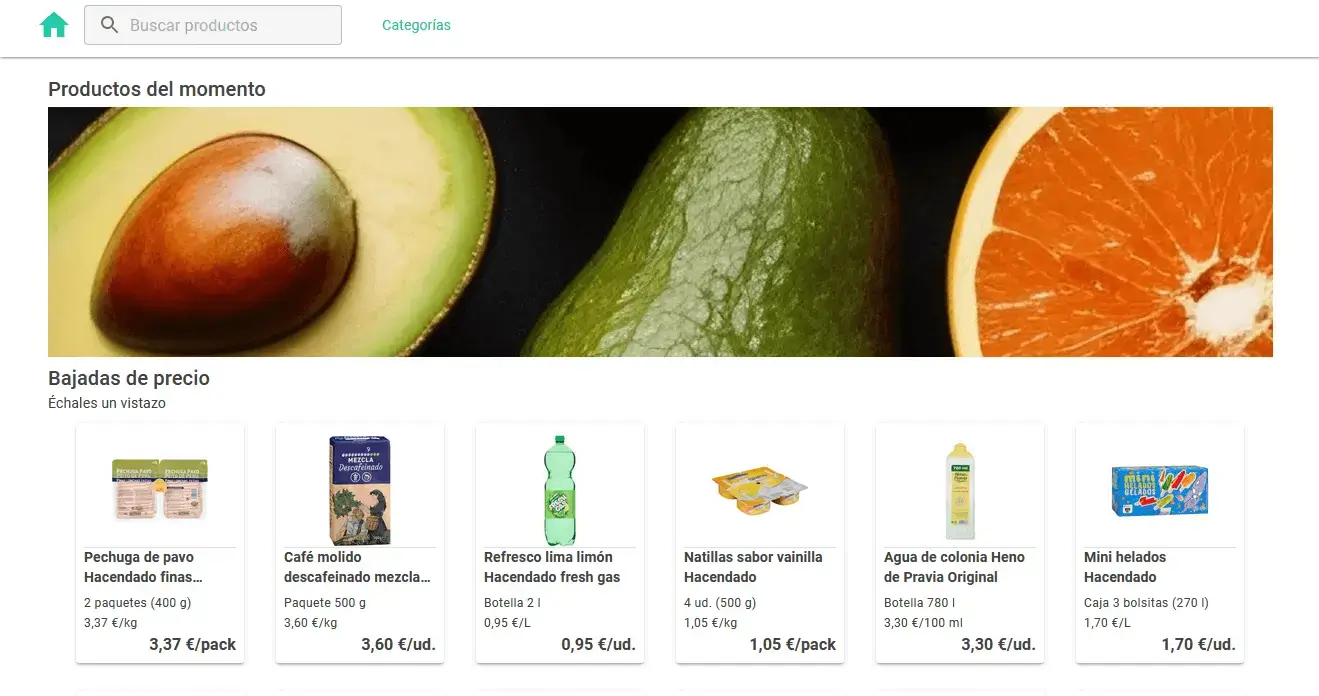 Buscar productos
Categorías
Productos del momento
Bajadas de precio
Échales un vistazo
PECHUGA PAVO
PECHUGA PAVO
MEZCLA
Descafeinado
mini
HELADOS
GELADOS
Pechuga de pavo
Hacendado finas...
2 paquetes (400 g)
3,37 €/kg
3,37 €/pack
Café molido
descafeinado mezcla...
Paquete 500 g
3,60 €/kg
3,60 €/ud.
Refresco lima limón
Hacendado fresh gas
Botella 2 l
0,95 €/L
0,95 €/ud.
Natillas sabor vainilla
Hacendado
4 ud. (500 g)
1,05 €/kg
1,05 €/pack
Agua de colonia Heno
de Pravia Original
Botella 780 l
3,30 €/100 ml
3,30 €/ud.
Mini helados
Hacendado
Caja 3 bolsitas (270 l)
1,70 €/L
1,70 €/ud.